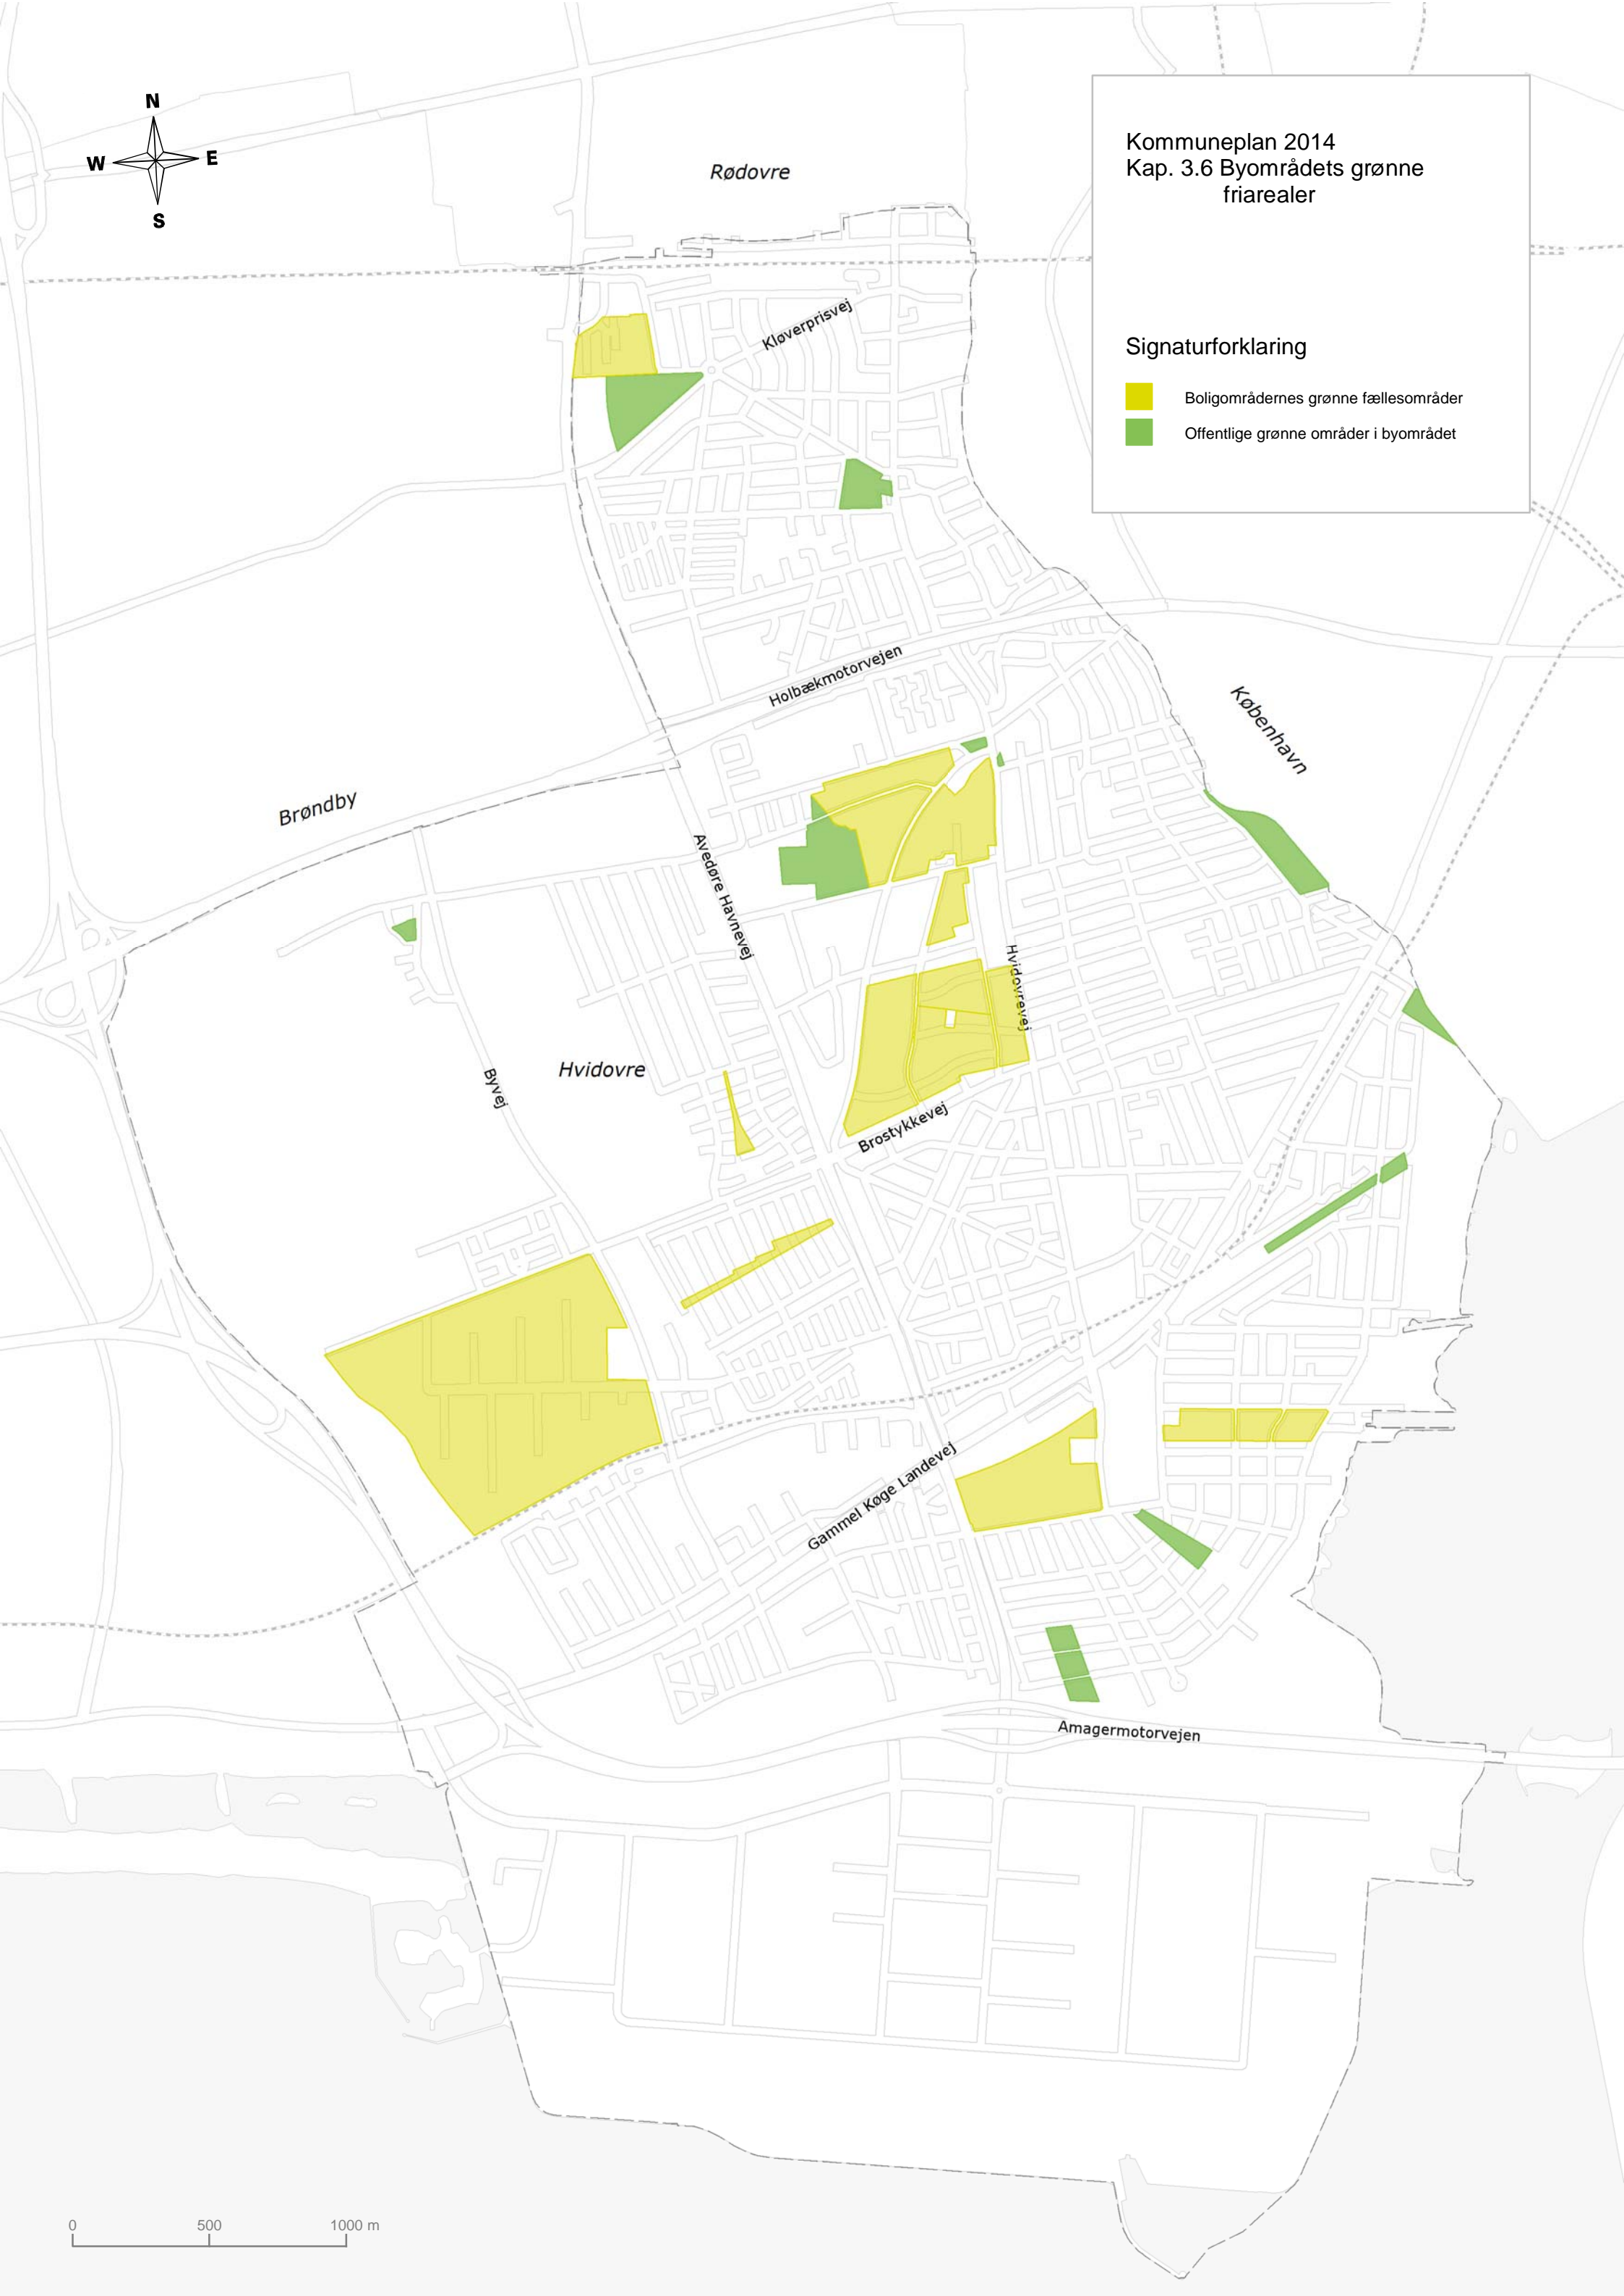 N
W
E
S
Rødovre
Kommuneplan 2014
Kap. 3.6 Byområdets grønne
friarealer
Signaturforklaring
Boligområdernes grønne fællesområder
Offentlige grønne områder i byområdet
Kløverprisvej
Holbækmotorvejen
København
Brøndby
Avedøre Havnevej
Hvidovrevej
Hvidovre
Byvej
Brostykkevej
Gammel Køge Landevej
Amagermotorvejen
0 500 1000 m